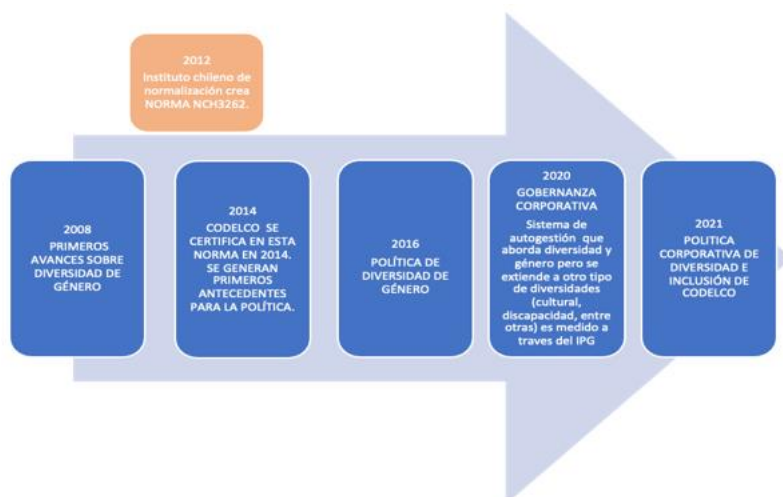 2012
Instituto chileno de
normalización crea
NORMA NCH3262.
2008
PRIMEROS
AVANCES SOBRE
DIVERSIDAD DE
GÉNERO
2014
CODELCO SE
CERTIFICA EN ESTA
NORMA EN 2014.
SE GENERAN
PRIMEROS
ANTECEDENTES
PARA LA POLÍTICA.
2016
POLÍTICA DE
DIVERSIDAD DE
GÉNERO
2020
GOBERNANZA
CORPORATIVA
Sistema de
autogestión que
aborda diversidad y
género pero se
extiende a otro tipo
de diversidades
(cultural,
discapacidad, entre
otras) es medido a
traves del IPG
2021
POLITICA
CORPORATIVA DE
DIVERSIDAD E
INCLUSIÓN DE
CODELCO